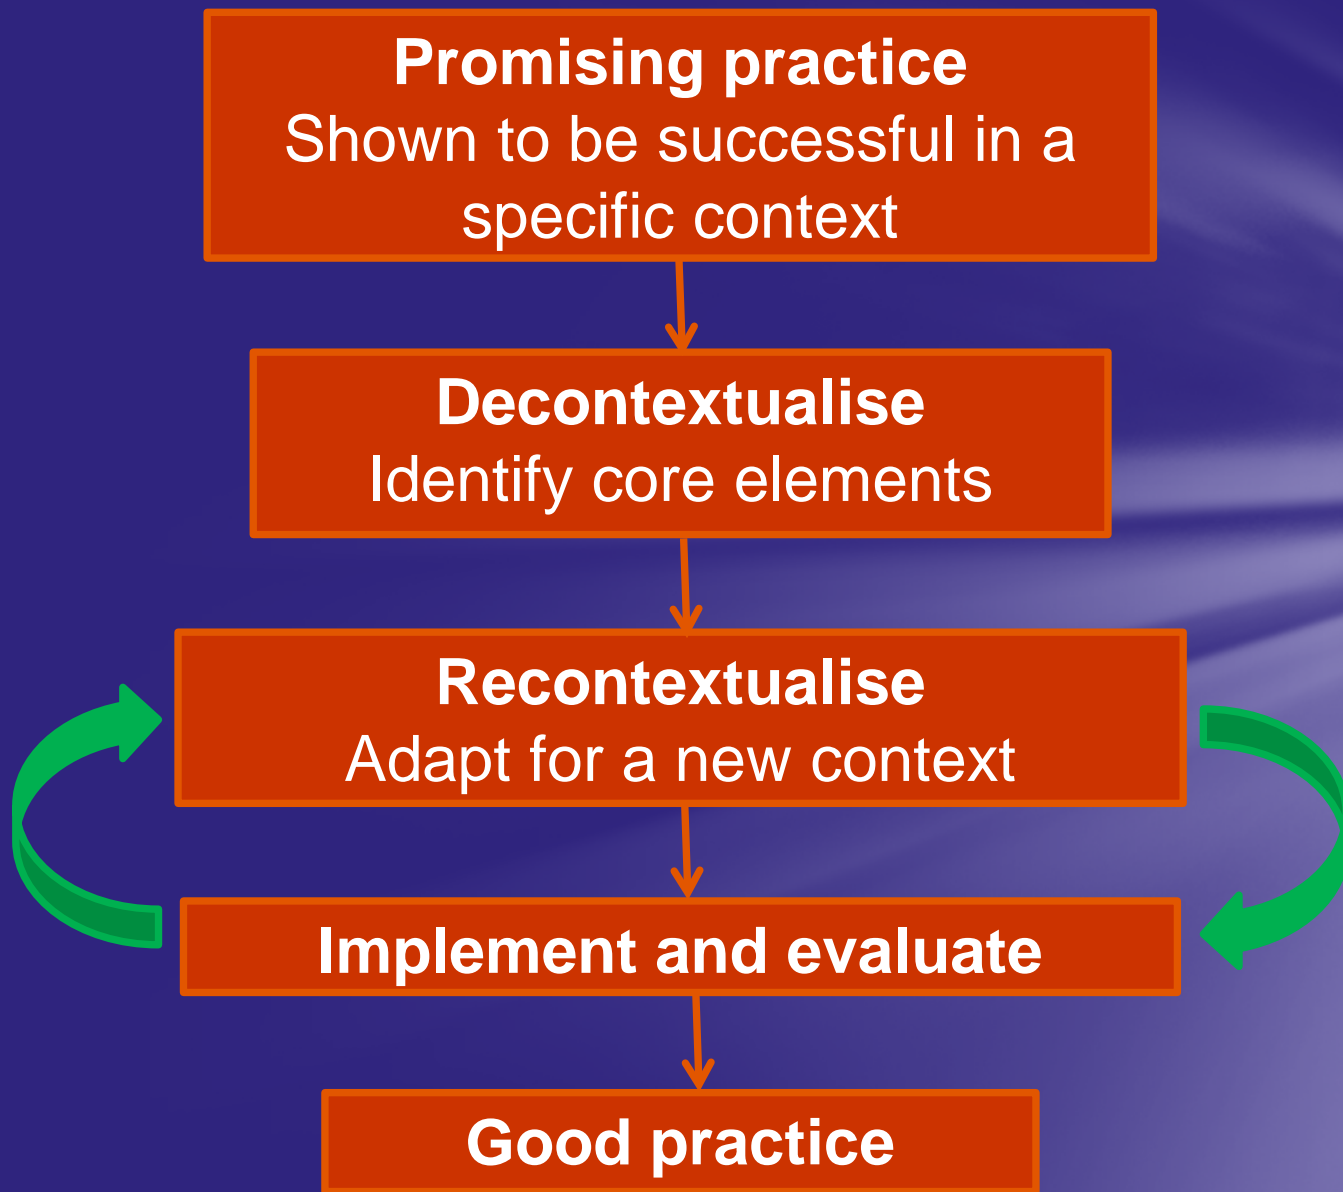 Promising practice
Shown to be successful in a
specific context
Decontextualise
Identify core elements
Recontextualise
Adapt for a new context
Implement and evaluate
Good practice